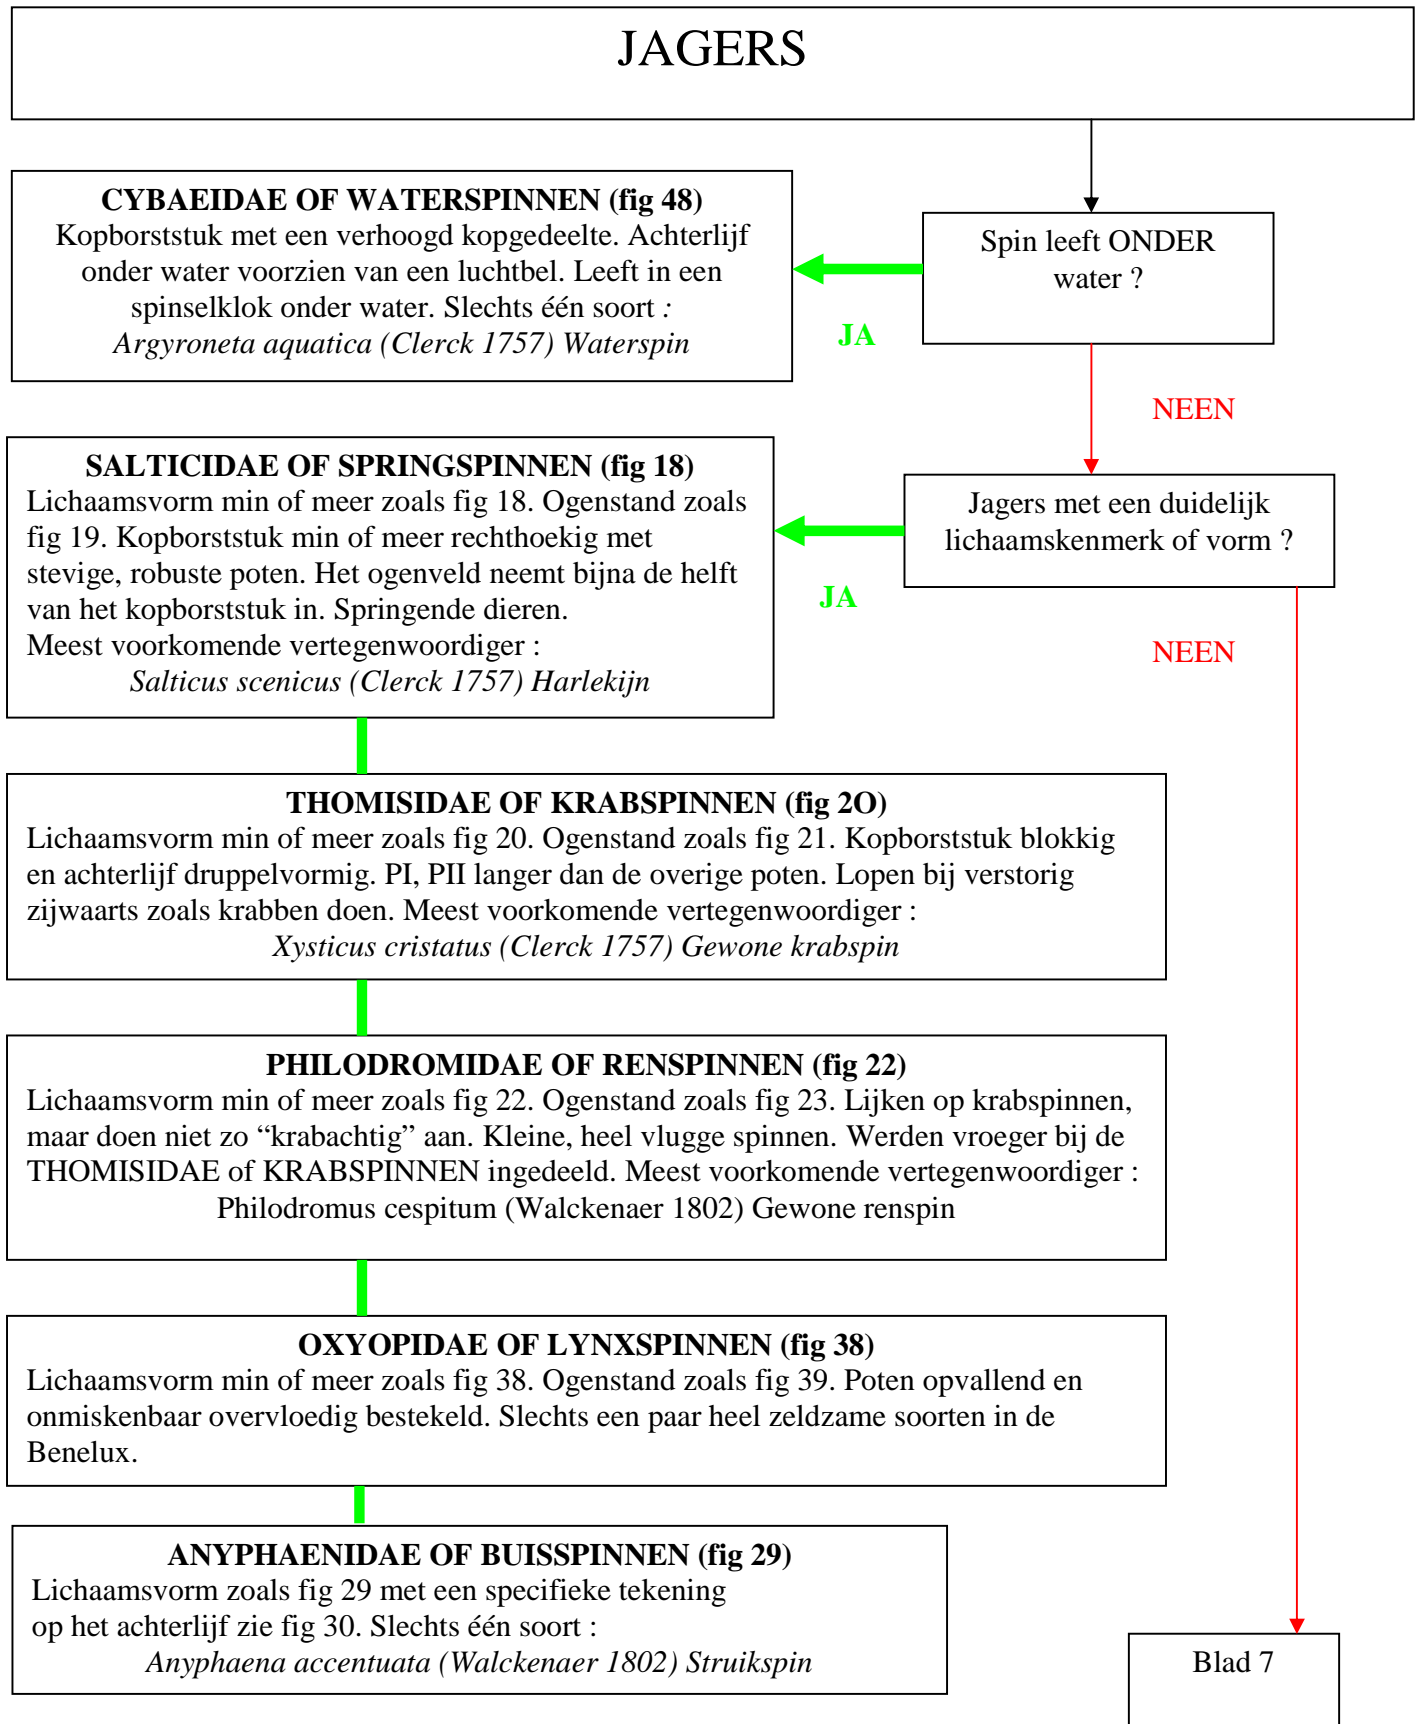 JAGERS
CYBAEIDAE OF WATERSPINNEN (fig 48)
Kopborststuk met een verhoogd kopgedeelte. Achterlijf
onder water voorzien van een luchtbel. Leeft in een
spinselklok onder water. Slechts één soort :
Argyroneta aquatica (Clerck 1757) Waterspin
Spin leeft ONDER
water ?
JA
NEEN
SALTICIDAE OF SPRINGSPINNEN (fig 18)
Lichaamsvorm min of meer zoals fig 18. Ogenstand zoals
fig 19. Kopborststuk min of meer rechthoekig met
stevige, robuste poten. Het ogenveld neemt bijna de helft
van het kopborststuk in. Springende dieren.
Meest voorkomende vertegenwoordiger :
Salticus scenicus (Clerck 1757) Harlekijn
Jagers met een duidelijk
lichaamskenmerk of vorm ?
JA
NEEN
THOMISIDAE OF KRABSPINNEN (fig 2O)
Lichaamsvorm min of meer zoals fig 20. Ogenstand zoals fig 21. Kopborststuk blokkig
en achterlijf druppelvormig. PI, PII langer dan de overige poten. Lopen bij verstorig
zijwaarts zoals krabben doen. Meest voorkomende vertegenwoordiger :
Xysticus cristatus (Clerck 1757) Gewone krabspin
PHILODROMIDAE OF RENSPINNEN (fig 22)
Lichaamsvorm min of meer zoals fig 22. Ogenstand zoals fig 23. Lijken op krabspinnen,
maar doen niet zo “krabachtig” aan. Kleine, heel vlugge spinnen. Werden vroeger bij de
THOMISIDAE of KRABSPINNEN ingedeeld. Meest voorkomende vertegenwoordiger :
Philodromus cespitum (Walckenaer 1802) Gewone renspin
OXYOPIDAE OF LYNXSPINNEN (fig 38)
Lichaamsvorm min of meer zoals fig 38. Ogenstand zoals fig 39. Poten opvallend en
onmiskenbaar overvloedig bestekeld. Slechts een paar heel zeldzame soorten in de
Benelux.
ANYPHAENIDAE OF BUISSPINNEN (fig 29)
Lichaamsvorm zoals fig 29 met een specifieke tekening
op het achterlijf zie fig 30. Slechts één soort :
Anyphaena accentuata (Walckenaer 1802) Struikspin
Blad 7